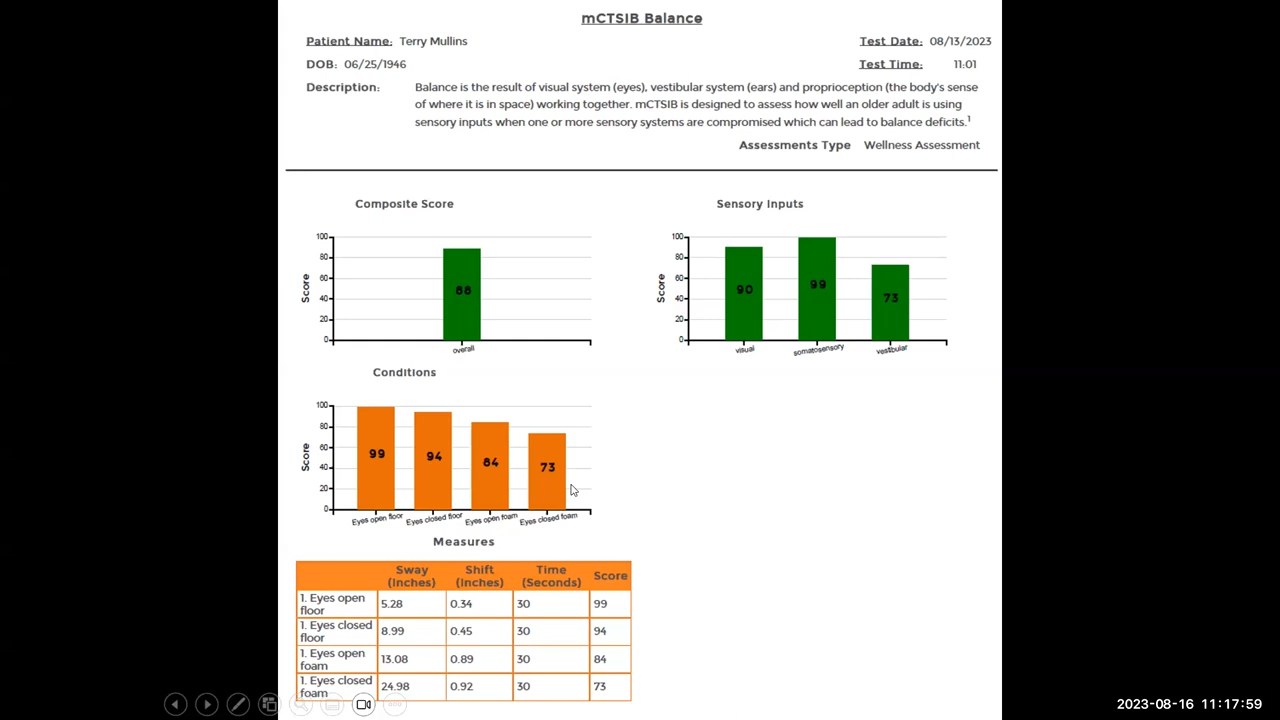 mCTSIB Balance
Patient Name: Terry Mullins
Test Date: 08/13/2023
DOB: 06/25/1946
Test Time: 11:01
Description: Balance is the result of visual system (eyes), vestibular system (ears) and proprioception (the body's sense
of where it is in space) working together. mCTSIB is designed to assess how well an older adult is using
sensory inputs when one or more sensory systems are compromised which can lead to balance deficits.1
Assessments Type Wellness Assessment
Composite Score
100
80
60
40
20
0
Score
88
overall
Sensory Inputs
100
80
60
40
20
0
Score
90
99
73
visual
somatosensory
vestibular
Conditions
100
80
60
40
20
0
Score
99
94
84
73
Eyes open floor
Eyes closed floor
Eyes open foam
Eyes closed foam
Measures
Sway (Inches) Shift (Inches) Time (Seconds) Score
1. Eyes open floor 5.28 0.34 30 99
1. Eyes closed floor 8.99 0.45 30 94
1. Eyes open foam 13.08 0.89 30 84
1. Eyes closed foam 24.98 0.92 30 73
2023-08-16 11:17:59